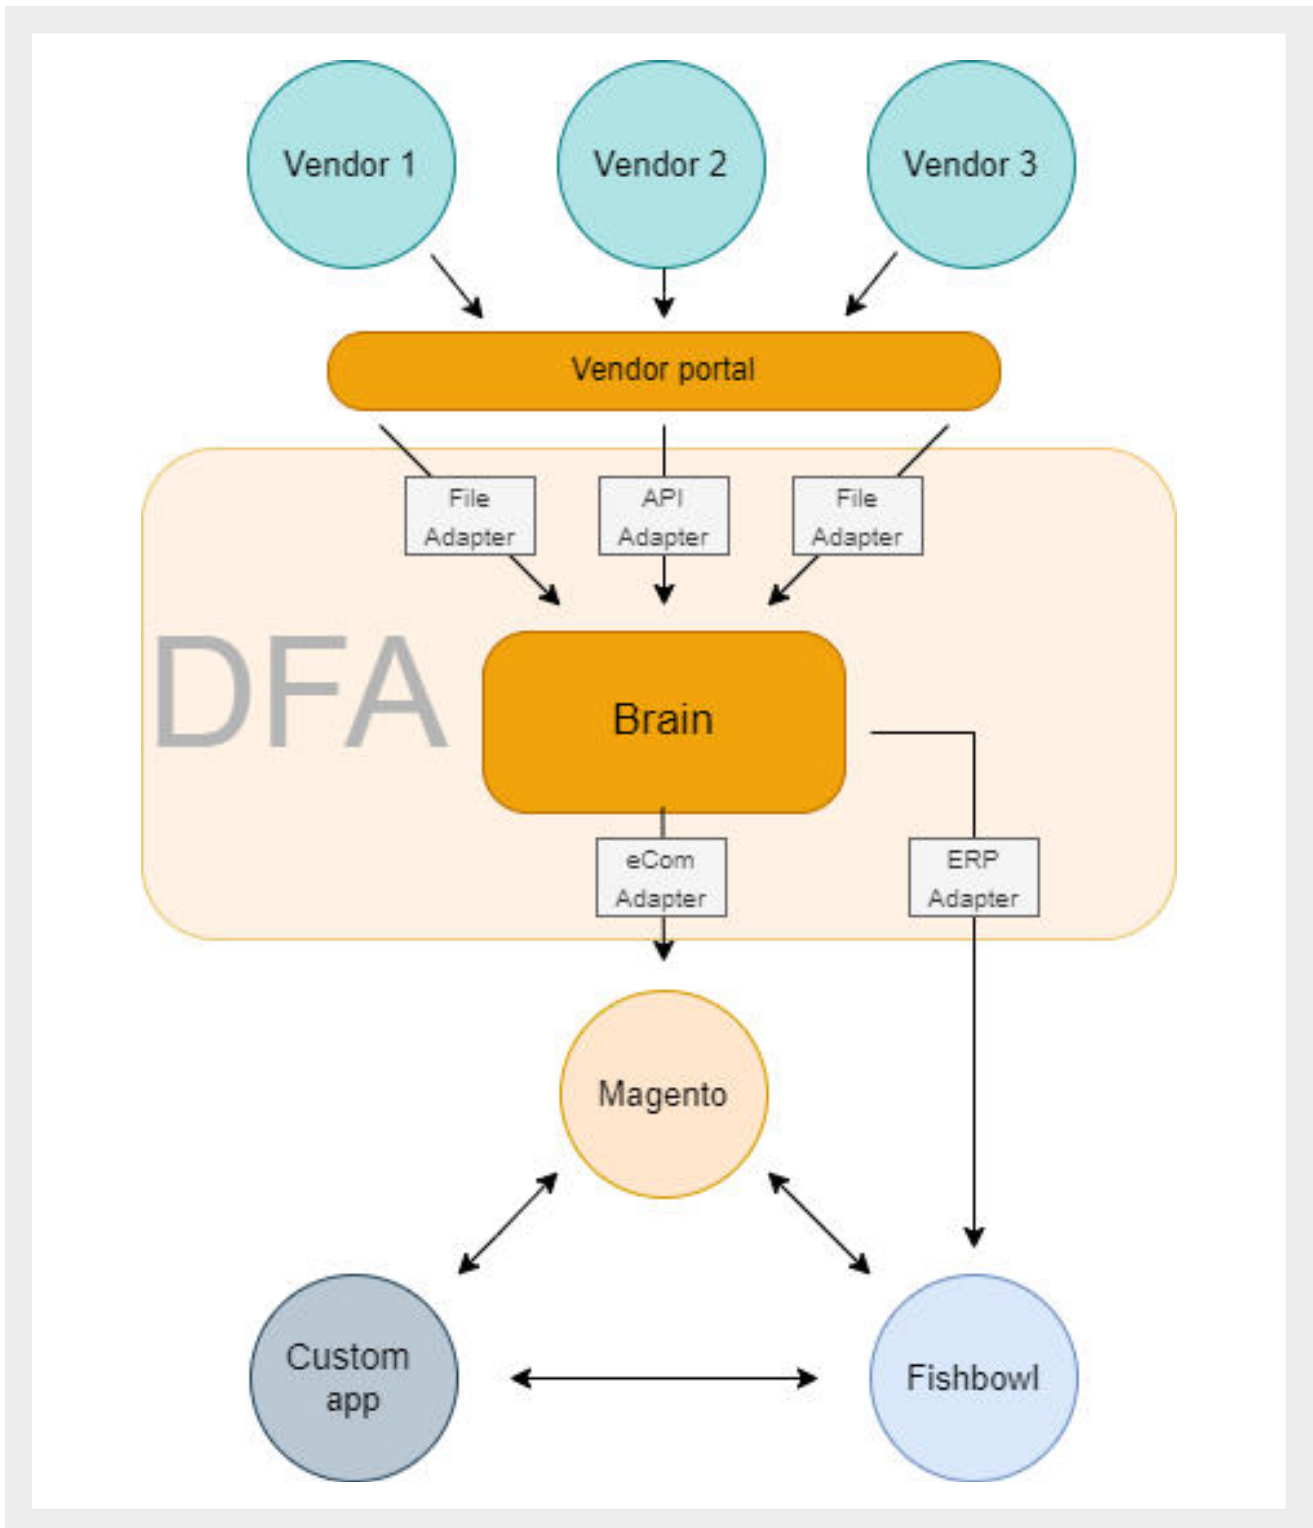 Vendor 1
Vendor 2
Vendor 3
Vendor portal
File
Adapter
API
Adapter
File
Adapter
DFA
Brain
eCom
Adapter
ERP
Adapter
Magento
Custom
app
Fishbowl